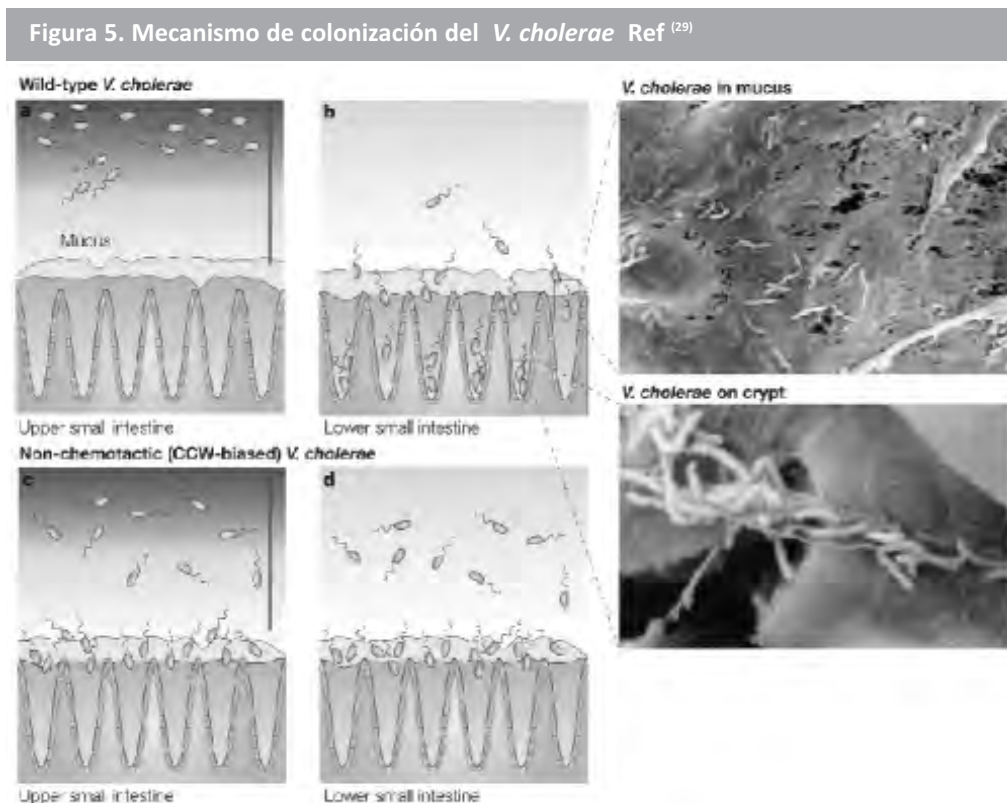 Figura 5. Mecanismo de colonización del V. cholerae Ref (29)
Wild-type V. cholerae
a
b
Mucus
Upper small intestine
Lower small intestine
V. cholerae in mucus
V. cholerae on crypt
Non-chemotactic (CCW-biased) V. cholerae
c
d
Upper small intestine
Lower small intestine